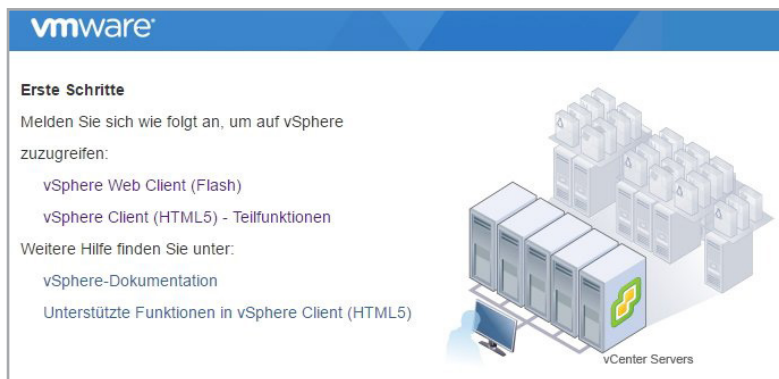 vmware®
Erste Schritte
Melden Sie sich wie folgt an, um auf vSphere
zuzugreifen:
vSphere Web Client (Flash)
vSphere Client (HTML5) - Teilfunktionen
Weitere Hilfe finden Sie unter:
vSphere-Dokumentation
Unterstützte Funktionen in vSphere Client (HTML5)
vCenter Servers